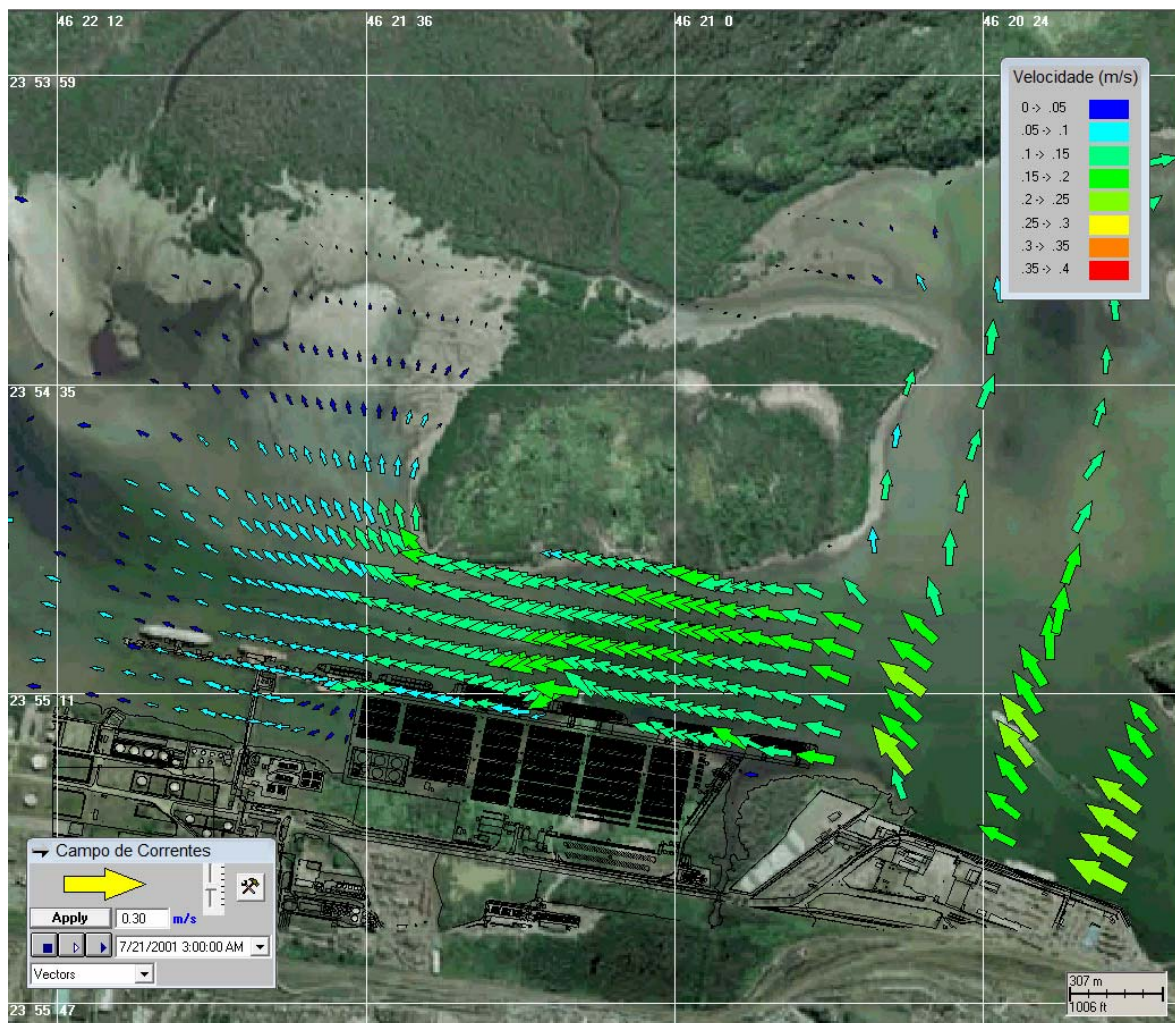 46 22 12
46 21 36
46 21 0
46 20 24
23 53 59
23 54 35
23 55 11
23 55 47
Velocidade (m/s)
0 -> .05
.05 -> .1
.1 -> .15
.15 -> .2
.2 -> .25
.25 -> .3
.3 -> .35
.35 -> .4
Campo de Correntes
Apply 0.30 m/s
7/21/2001 3:00:00 AM
Vectors
307 m
1006 ft